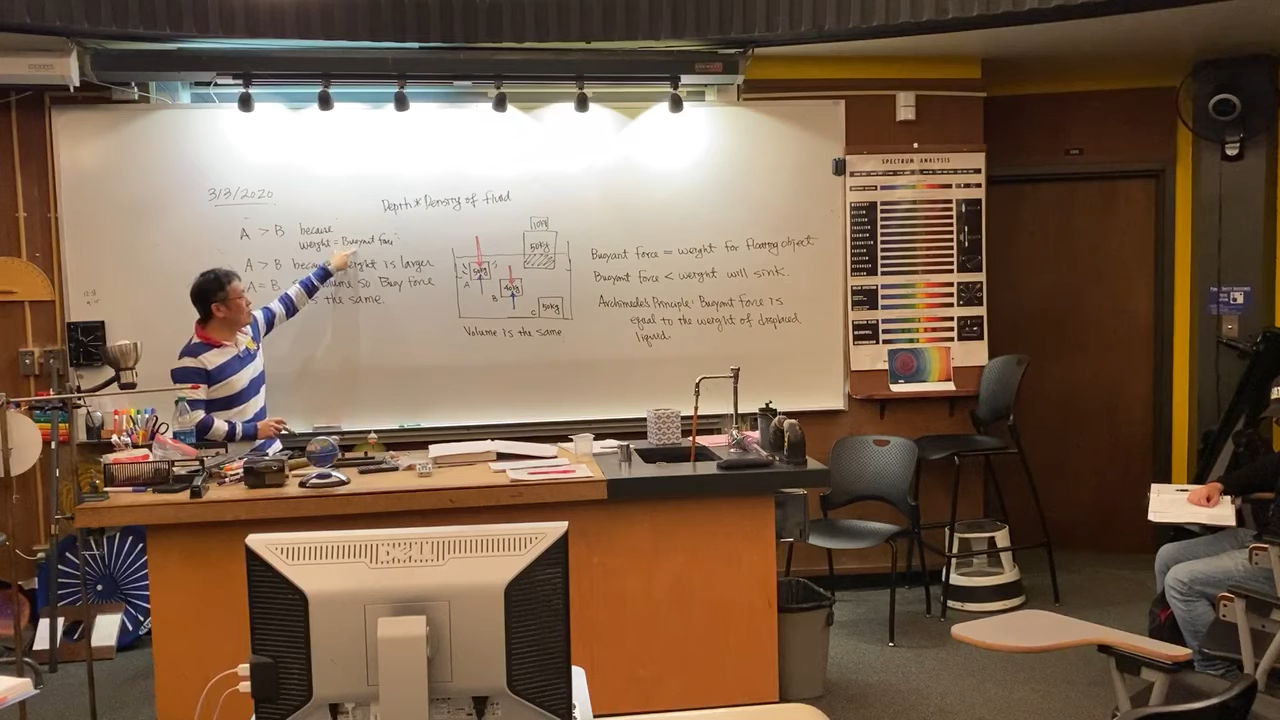 3/3/2020
Depth * Density of fluid
A > B because
weight = Buoyant force
A > B because weight is larger
A = B volume so Buoy force
is the same.
10kg
50kg
50kg
A
40kg
B
50kg
C
Volume is the same
Buoyant Force = weight for Floating object
Buoyant Force < weight will sink.
Archimede's Principle: Buoyant force is
equal to the weight of displaced
liquid
SPECTRUM ANALYSIS